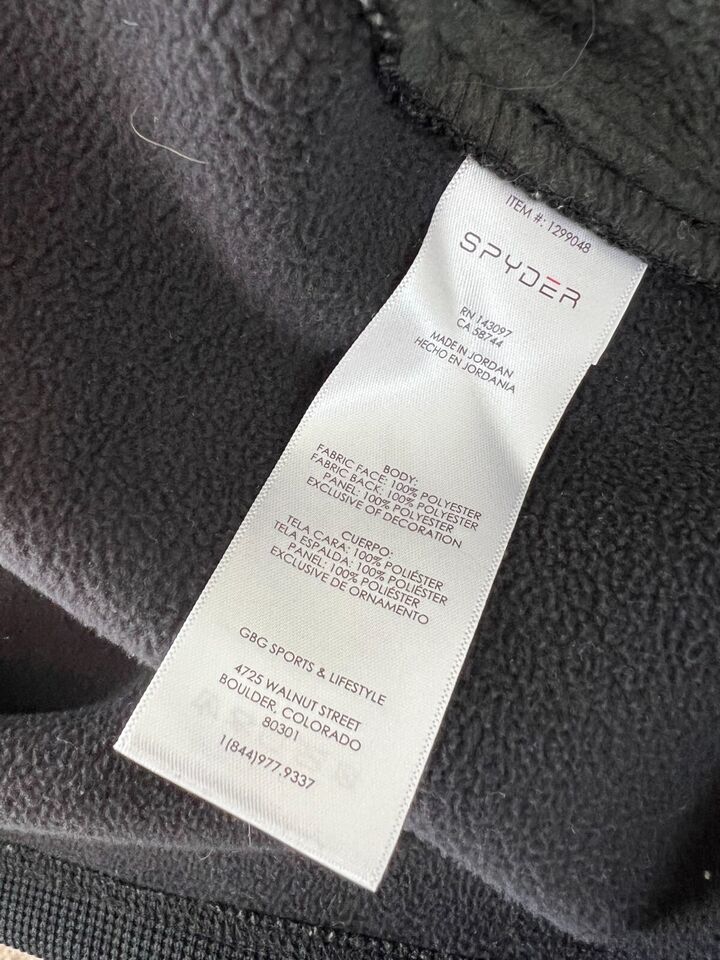 ITEM #: 1299048
SPYDER
RN 143097
CA 58744
MADE IN JORDAN
HECHO EN JORDANIA
BODY:
FABRIC FACE: 100% POLYESTER
FABRIC BACK: 100% POLYESTER
PANEL: 100% POLYESTER
EXCLUSIVE OF DECORATION
CUERPO:
TELA CARA: 100% POLIÉSTER
TELA ESPALDA: 100% POLIÉSTER
PANEL: 100% POLIÉSTER
EXCLUSIVE DE ORNAMENTO
GBG SPORTS & LIFESTYLE
4725 WALNUT STREET
BOULDER, COLORADO
80301
1(844)977.9337